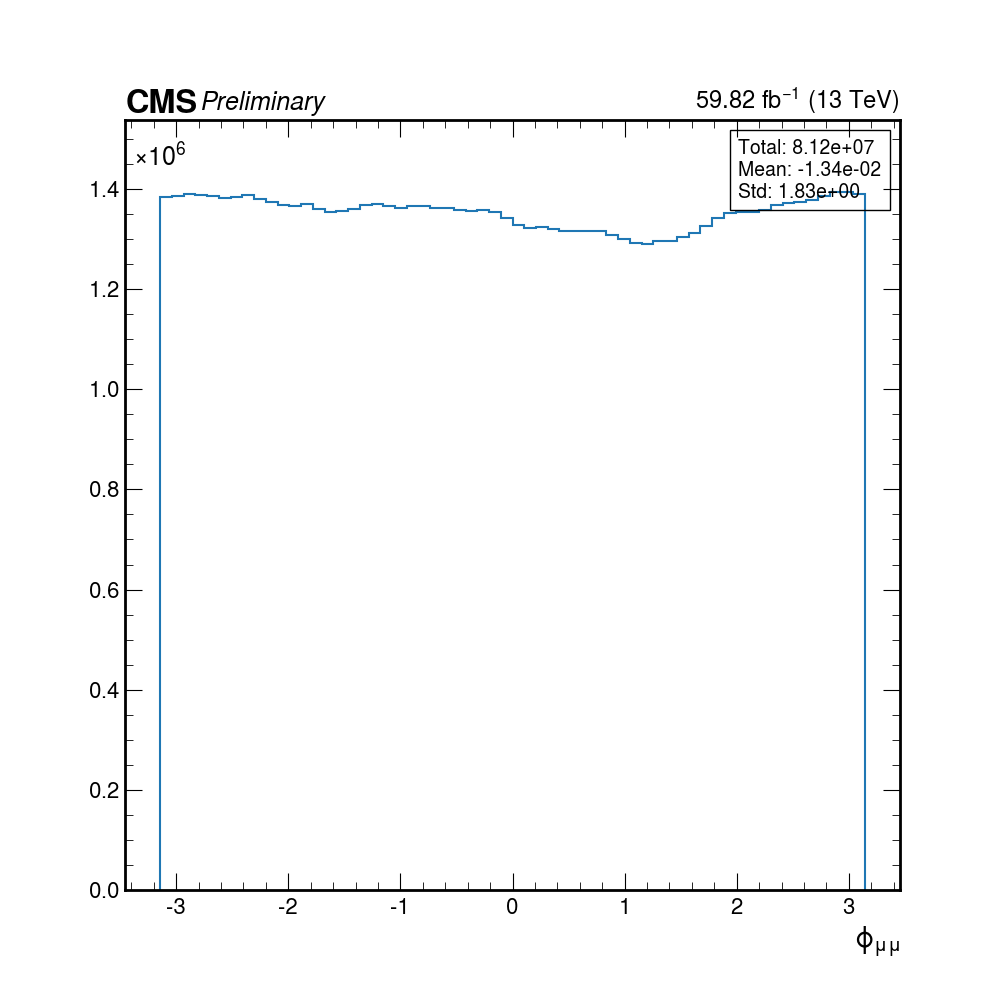 CMS Preliminary 59.82 fb⁻¹ (13 TeV)
×10⁶
Total: 8.12e+07
Mean: -1.34e-02
Std: 1.83e+00
1.4
1.2
1.0
0.8
0.6
0.4
0.2
0.0
-3 -2 -1 0 1 2 3
ϕμμ